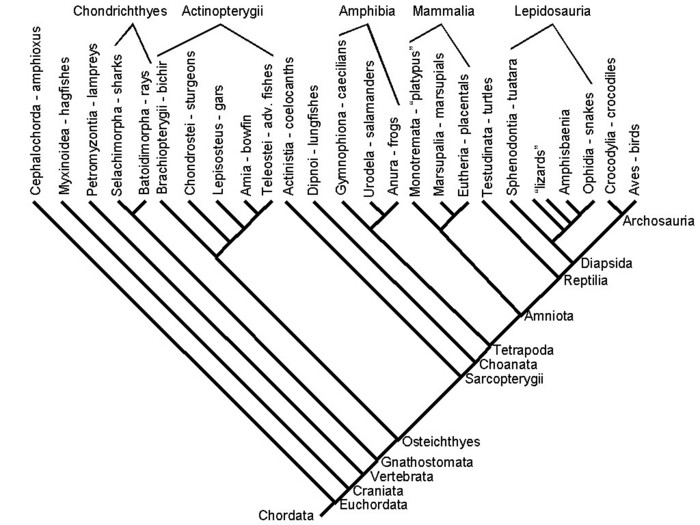 Chondrichthyes
Actinopterygii
Amphibia
Mammalia
Lepidosauria
Cephalochorda - amphioxus
Myxinoidea - hagfishes
Petromyzontia - lampreys
Selachimorpha - sharks
Batoidimorpha - rays
Brachiopterygii - bichir
Chondrostei - sturgeons
Lepisosteus - gars
Amia - bowfin
Teleostei - adv. fishes
Actinistia - coelocanths
Dipnoi - lungfishes
Gymnophiona - caecilians
Urodela - salamanders
Anura - frogs
Monotremata - "platypus"
Marsupalia - marsupials
Eutheria - placentals
Testudinata - turtles
Sphenodontia - tuatara
"lizards"
Amphisbaenia
Ophidia - snakes
Crocodylia - crocodiles
Aves - birds
Archosauria
Diapsida
Reptilia
Amniota
Tetrapoda
Choanata
Sarcopterygii
Osteichthyes
Gnathostomata
Vertebrata
Craniata
Euchordata
Chordata